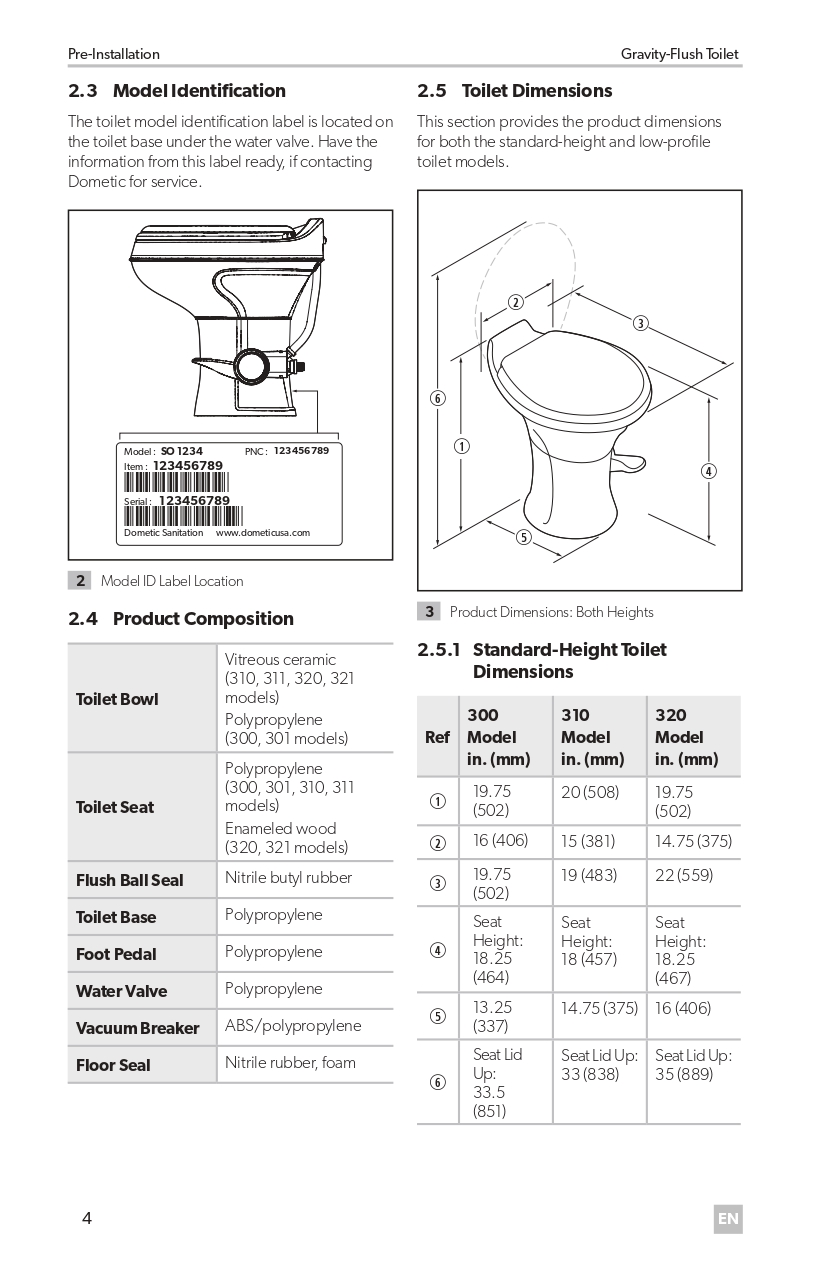 Pre-Installation
Gravity-Flush Toilet
2.3 Model Identification
The toilet model identification label is located on
the toilet base under the water valve. Have the
information from this label ready, if contacting
Dometic for service.
Model : SO 1234 PNC : 123456789
Item : 123456789
Serial : 123456789
Dometic Sanitation www.dometicusa.com
2 Model ID Label Location
2.4 Product Composition
Toilet Bowl
Vitreous ceramic
(310, 311, 320, 321
models)
Polypropylene
(300, 301 models)
Toilet Seat
Polypropylene
(300, 301, 310, 311
models)
Enameled wood
(320, 321 models)
Flush Ball Seal
Nitrile butyl rubber
Toilet Base
Polypropylene
Foot Pedal
Polypropylene
Water Valve
Polypropylene
Vacuum Breaker
ABS/polypropylene
Floor Seal
Nitrile rubber, foam
2.5 Toilet Dimensions
This section provides the product dimensions
for both the standard-height and low-profile
toilet models.
②
③
⑥
①
④
⑤
3 Product Dimensions: Both Heights
2.5.1 Standard-Height Toilet
Dimensions
Ref
300
Model
in. (mm)
310
Model
in. (mm)
320
Model
in. (mm)
①
19.75
(502)
20 (508)
19.75
(502)
②
16 (406)
15 (381)
14.75 (375)
③
19.75
(502)
19 (483)
22 (559)
④
Seat
Height:
18.25
(464)
Seat
Height:
18 (457)
Seat
Height:
18.25
(467)
⑤
13.25
(337)
14.75 (375)
16 (406)
⑥
Seat Lid
Up:
33.5
(851)
Seat Lid Up:
33 (838)
Seat Lid Up:
35 (889)
4
EN